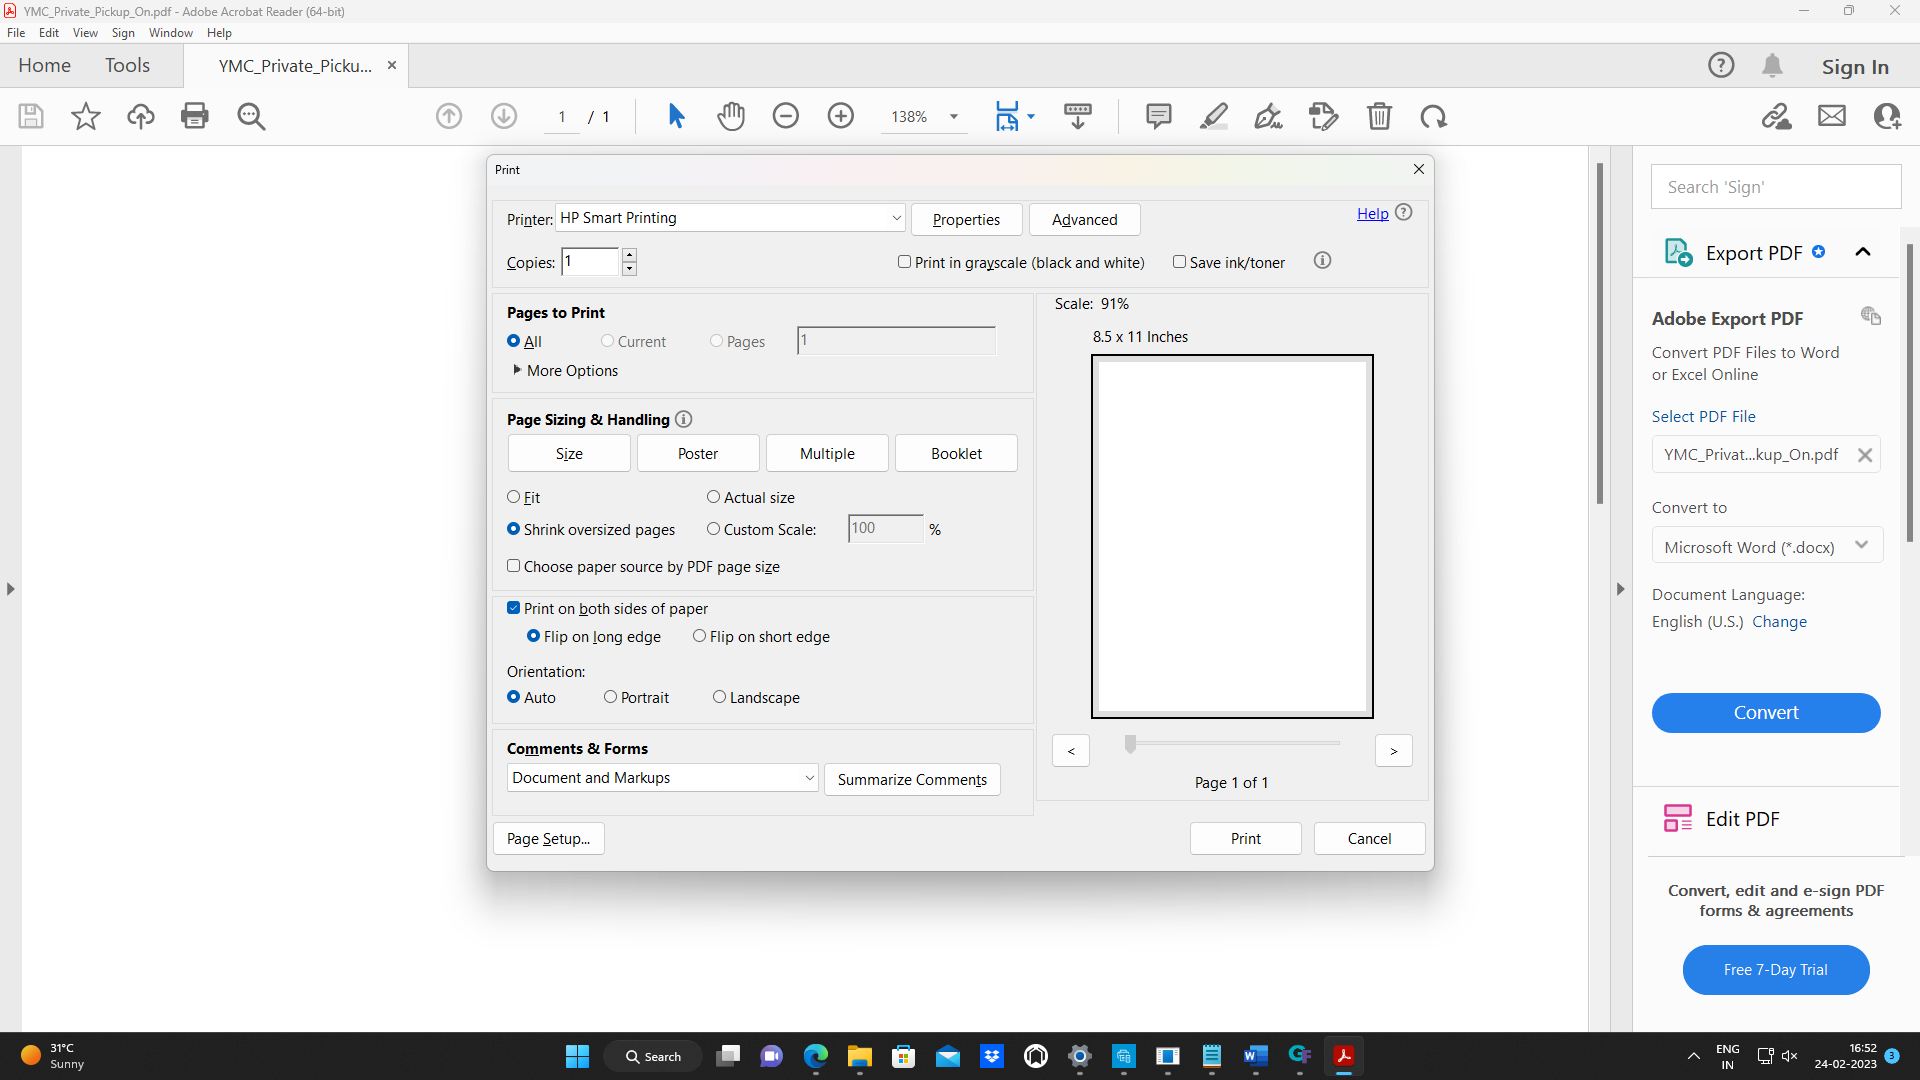 YMC_Private_Pickup_On.pdf - Adobe Acrobat Reader (64-bit)
File Edit View Sign Window Help
Home Tools YMC_Private_Picku... Sign In
1 / 1 138%
Print
Printer: HP Smart Printing Properties Advanced Help
Copies: 1 Print in grayscale (black and white) Save ink/toner
Pages to Print
All Current Pages 1
More Options
Page Sizing & Handling
Size Poster Multiple Booklet
Fit Actual size
Shrink oversized pages Custom Scale: 100 %
Choose paper source by PDF page size
Print on both sides of paper
Flip on long edge Flip on short edge
Orientation:
Auto Portrait Landscape
Comments & Forms
Document and Markups Summarize Comments
Page Setup...
Scale: 91%
8.5 x 11 Inches
< >
Page 1 of 1
Print Cancel
Search 'Sign'
Export PDF
Adobe Export PDF
Convert PDF Files to Word
or Excel Online
Select PDF File
YMC_Privat...kup_On.pdf
Convert to
Microsoft Word (*.docx)
Document Language:
English (U.S.) Change
Convert
Edit PDF
Convert, edit and e-sign PDF
forms & agreements
Free 7-Day Trial
31°C
Sunny
Search
ENG
IN
16:52
24-02-2023
3